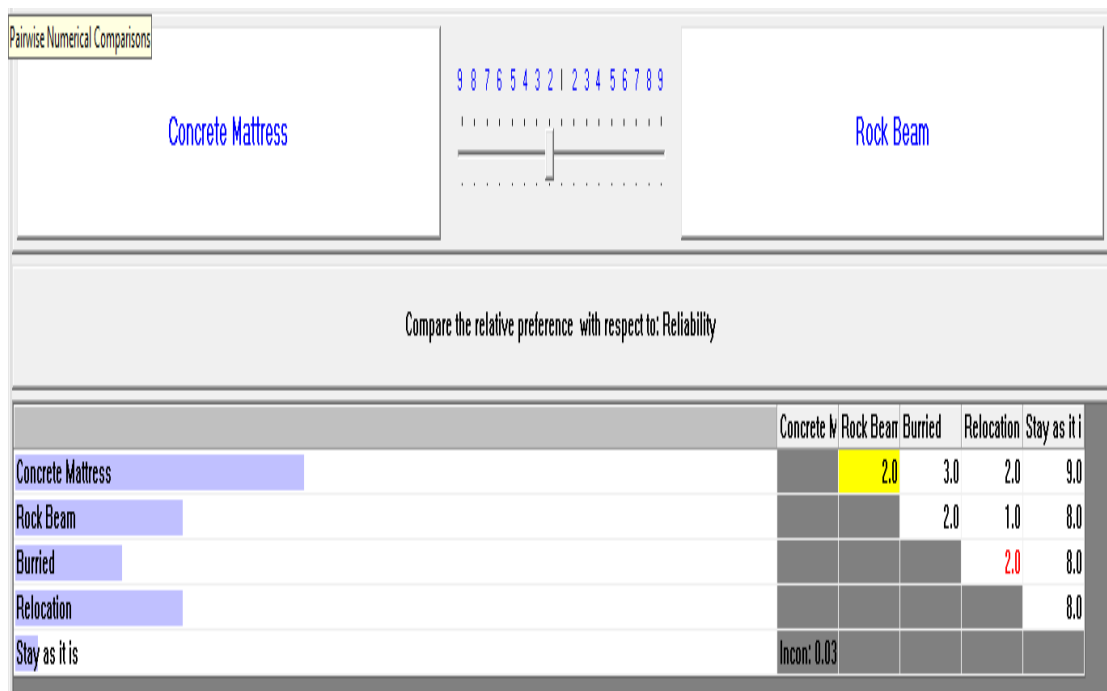 Pairwise Numerical Comparisons
Concrete Mattress
9 8 7 6 5 4 3 2 1 2 3 4 5 6 7 8 9
Rock Beam
Compare the relative preference with respect to: Reliability
Concrete M Rock Beam Burried Relocation Stay as it i
Concrete Mattress 2.0 3.0 2.0 9.0
Rock Beam 2.0 1.0 8.0
Burried 2.0 8.0
Relocation 8.0
Stay as it is Incon: 0.03